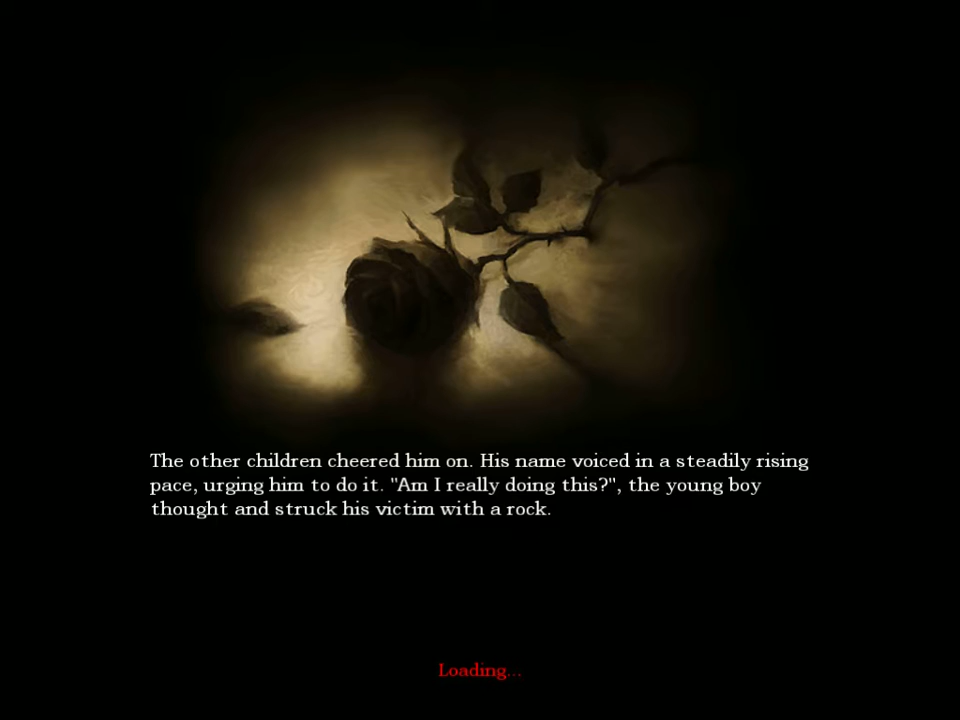 The other children cheered him on. His name voiced in a steadily rising
pace, urging him to do it. "Am I really doing this?", the young boy
thought and struck his victim with a rock.
Loading...